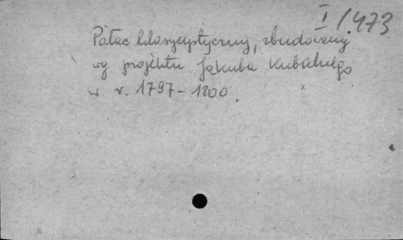 I/473
Pałac klasycystyczny, zbudowany
wg projektu Jakuba Kubickiego
w r. 1797-1800.